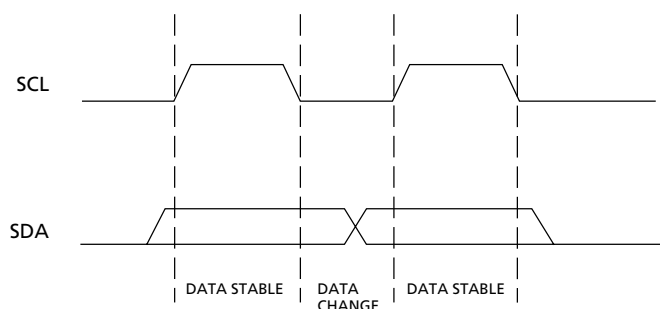 SCL
SDA
DATA STABLE
DATA
CHANGE
DATA STABLE